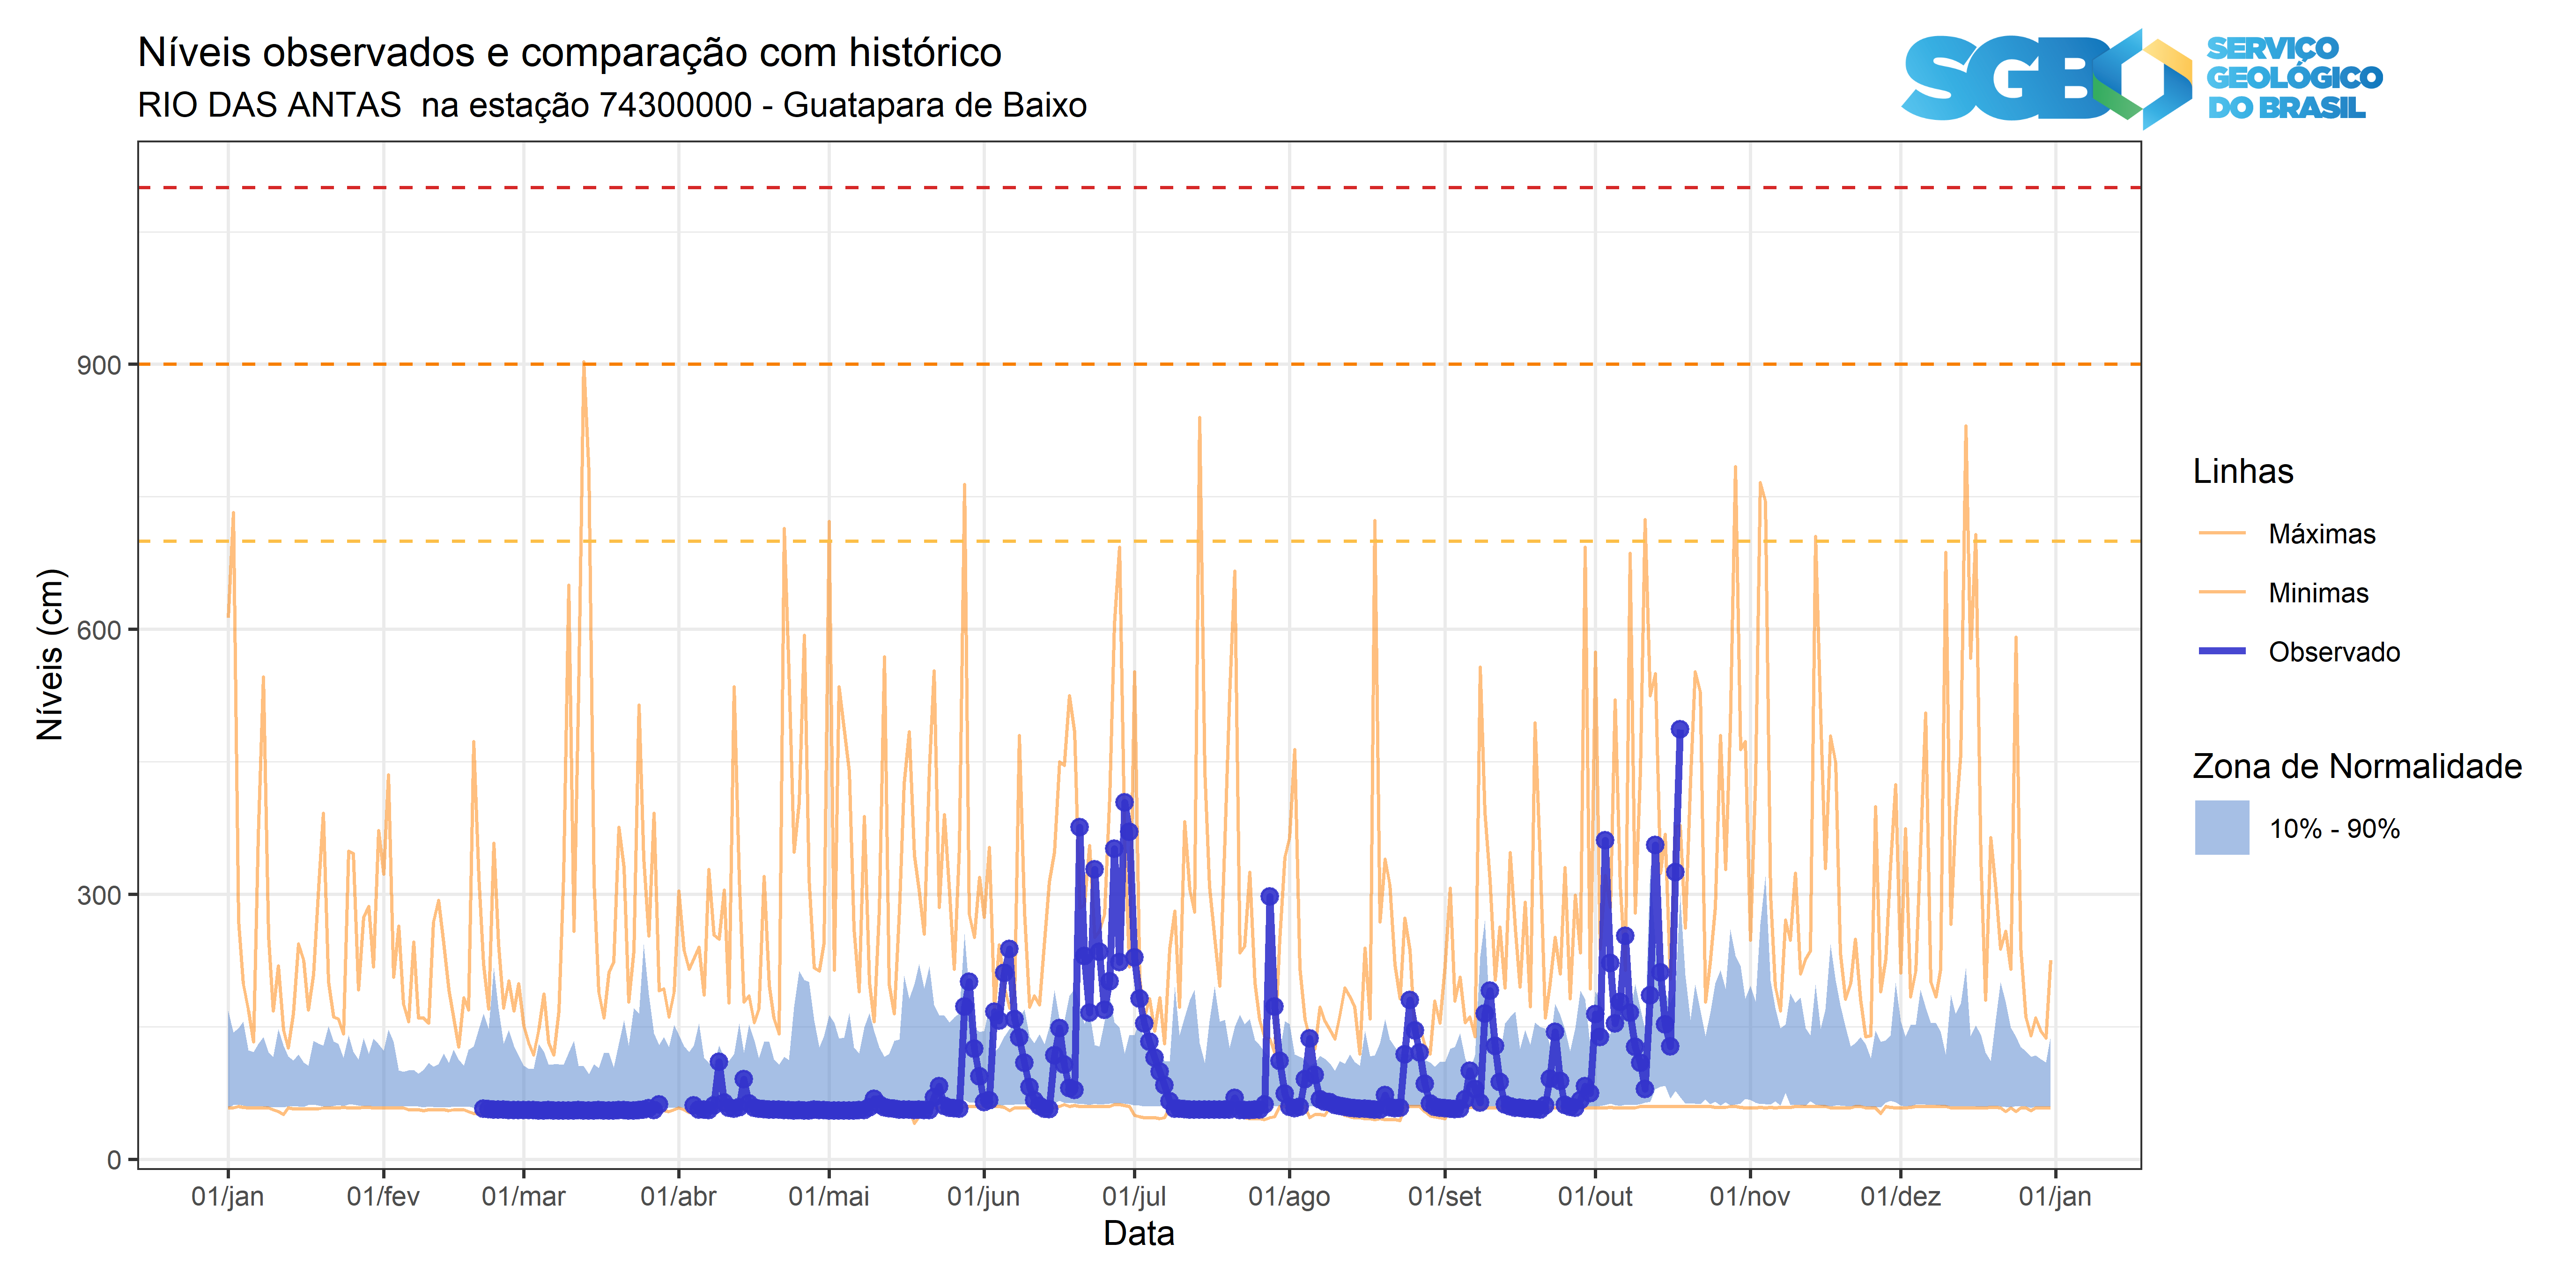 Níveis observados e comparação com histórico
RIO DAS ANTAS  na estação 74300000 - Guatapara de Baixo
SGB
SERVIÇO
GEOLÓGICO
DO BRASIL
Níveis (cm)
900
600
300
0
01/jan 01/fev 01/mar 01/abr 01/mai 01/jun 01/jul 01/ago 01/set 01/out 01/nov 01/dez 01/jan
Data
Linhas
Máximas
Minimas
Observado
Zona de Normalidade
10% - 90%